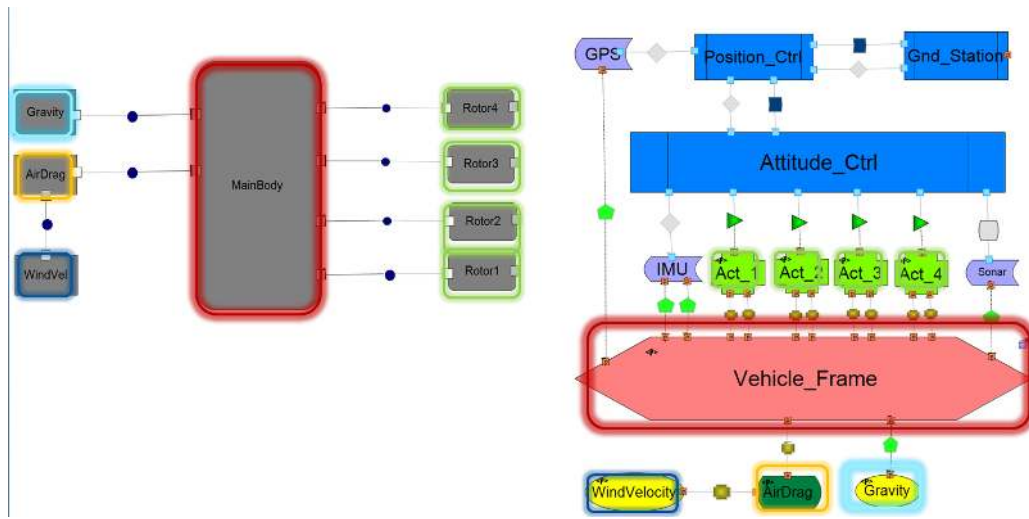 Gravity
AirDrag
WindVel
MainBody
Rotor4
Rotor3
Rotor2
Rotor1
GPS
Position_Ctrl
Gnd_Station
Attitude_Ctrl
IMU
Act_1
Act_2
Act_3
Act_4
Sonar
Vehicle_Frame
WindVelocity
AirDrag
Gravity